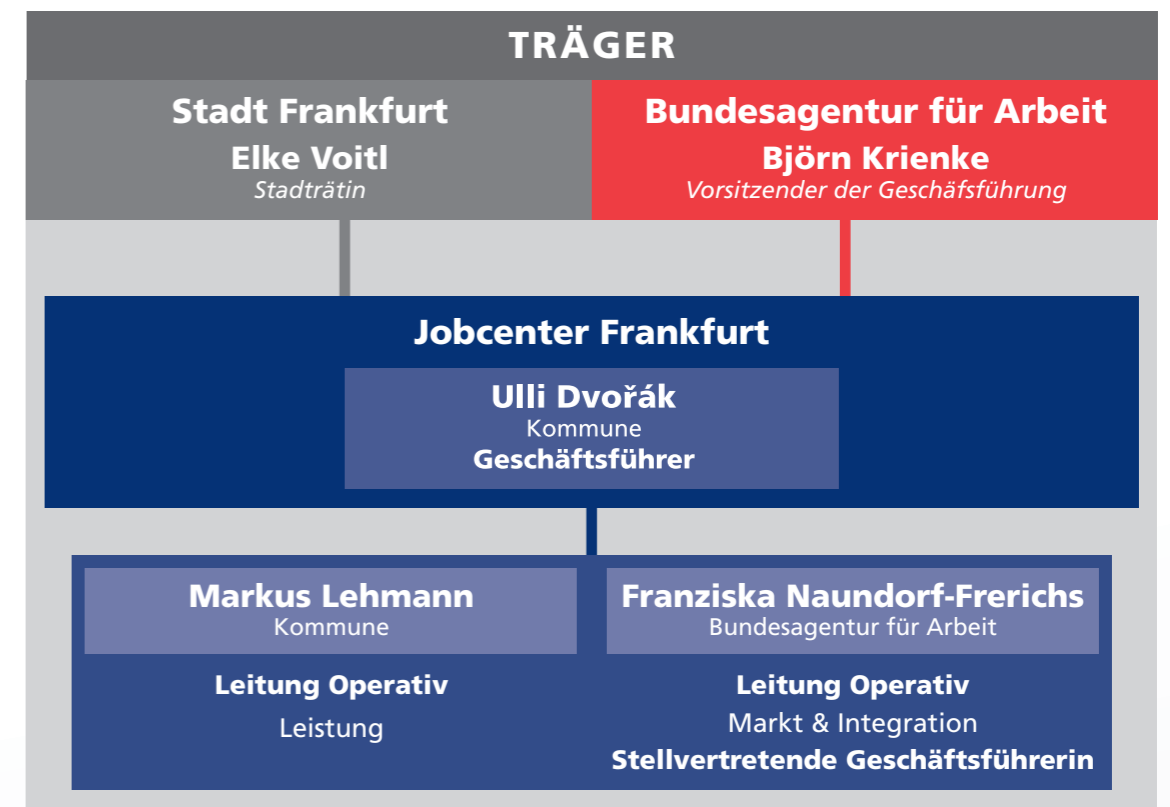 TRÄGER
Stadt Frankfurt
Elke Voitl
Stadträtin
Bundesagentur für Arbeit
Björn Krienke
Vorsitzender der Geschäfsführung
Jobcenter Frankfurt
Ulli Dvořák
Kommune
Geschäftsführer
Markus Lehmann
Kommune
Leitung Operativ
Leistung
Franziska Naundorf-Frerichs
Bundesagentur für Arbeit
Leitung Operativ
Markt & Integration
Stellvertretende Geschäftsführerin